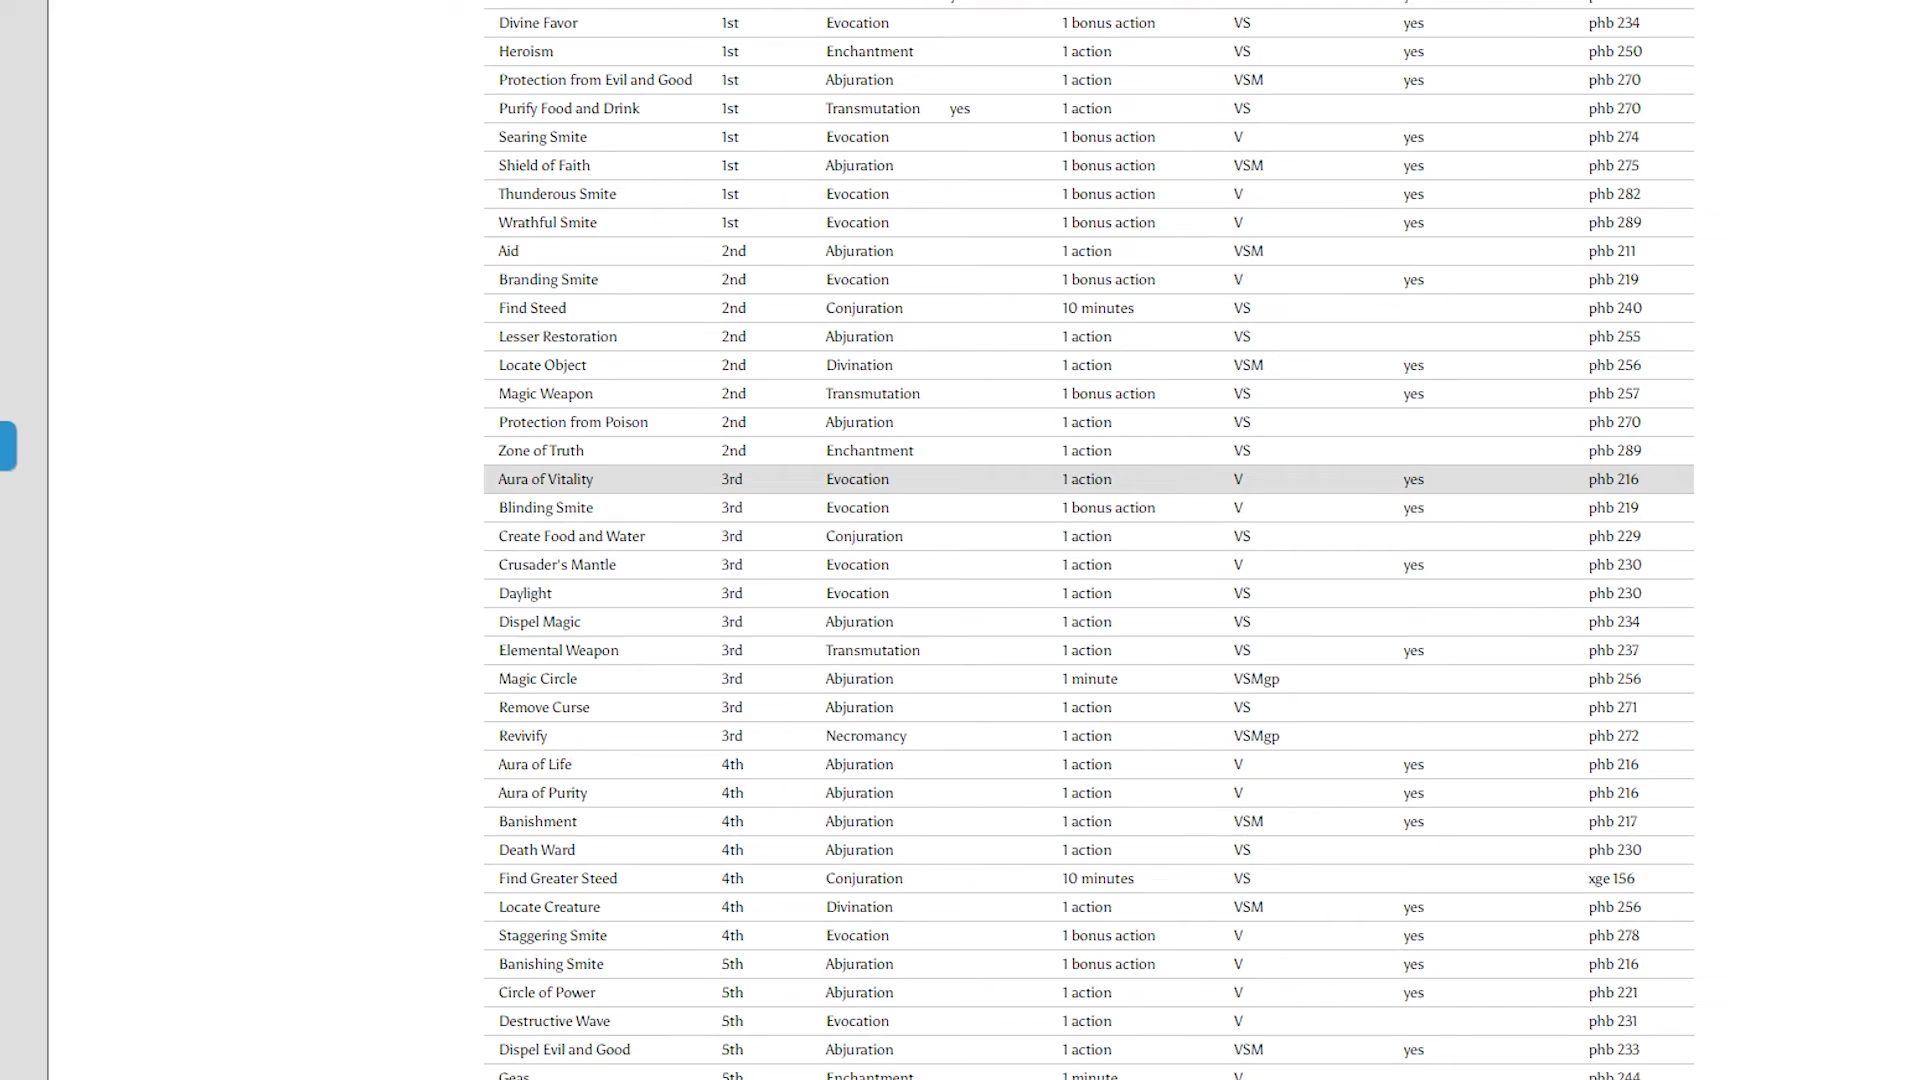 Divine Favor 1st Evocation 1 bonus action VS yes phb 234
Heroism 1st Enchantment 1 action VS yes phb 250
Protection from Evil and Good 1st Abjuration 1 action VSM yes phb 270
Purify Food and Drink 1st Transmutation yes 1 action VS phb 270
Searing Smite 1st Evocation 1 bonus action V yes phb 274
Shield of Faith 1st Abjuration 1 bonus action VSM yes phb 275
Thunderous Smite 1st Evocation 1 bonus action V yes phb 282
Wrathful Smite 1st Evocation 1 bonus action V yes phb 289
Aid 2nd Abjuration 1 action VSM phb 211
Branding Smite 2nd Evocation 1 bonus action V yes phb 219
Find Steed 2nd Conjuration 10 minutes VS phb 240
Lesser Restoration 2nd Abjuration 1 action VS phb 255
Locate Object 2nd Divination 1 action VSM yes phb 256
Magic Weapon 2nd Transmutation 1 bonus action VS yes phb 257
Protection from Poison 2nd Abjuration 1 action VS phb 270
Zone of Truth 2nd Enchantment 1 action VS phb 289
Aura of Vitality 3rd Evocation 1 action V yes phb 216
Blinding Smite 3rd Evocation 1 bonus action V yes phb 219
Create Food and Water 3rd Conjuration 1 action VS phb 229
Crusader's Mantle 3rd Evocation 1 action V yes phb 230
Daylight 3rd Evocation 1 action VS phb 230
Dispel Magic 3rd Abjuration 1 action VS phb 234
Elemental Weapon 3rd Transmutation 1 action VS yes phb 237
Magic Circle 3rd Abjuration 1 minute VSMgp phb 256
Remove Curse 3rd Abjuration 1 action VS phb 271
Revivify 3rd Necromancy 1 action VSMgp phb 272
Aura of Life 4th Abjuration 1 action V yes phb 216
Aura of Purity 4th Abjuration 1 action V yes phb 216
Banishment 4th Abjuration 1 action VSM yes phb 217
Death Ward 4th Abjuration 1 action VS phb 230
Find Greater Steed 4th Conjuration 10 minutes VS xge 156
Locate Creature 4th Divination 1 action VSM yes phb 256
Staggering Smite 4th Evocation 1 bonus action V yes phb 278
Banishing Smite 5th Abjuration 1 bonus action V yes phb 216
Circle of Power 5th Abjuration 1 action V yes phb 221
Destructive Wave 5th Evocation 1 action V phb 231
Dispel Evil and Good 5th Abjuration 1 action VSM yes phb 233
Geas 5th Enchantment 1 minute V phb 244